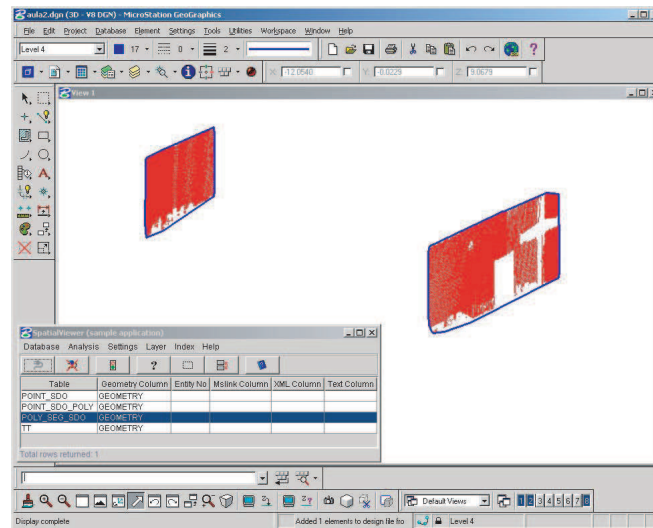 aula2.dgn (3D - V8 DGN) - MicroStation GeoGraphics
File Edit Project Database Element Settings Tools Utilities Workspace Window Help
Level 4 17 0 2
X: -12.0540 Y: -0.0229 Z: 9.0679
View 1
SpatialViewer (sample application)
Database Analysis Settings Layer Index Help
?
Table Geometry Column Entity No Mslink Column XML Column Text Column
POINT_SDO GEOMETRY
POINT_SDO_POLY GEOMETRY
POLY_SEG_SDO GEOMETRY
TT GEOMETRY
Total rows returned: 1
Default Views 1 2 3 4 5 6 7 8
Display complete Added 1 elements to design file fro Level 4